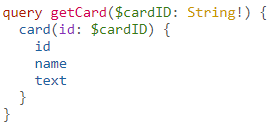 query getCard($cardID: String!) {
  card(id: $cardID) {
    id
    name
    text
  }
}